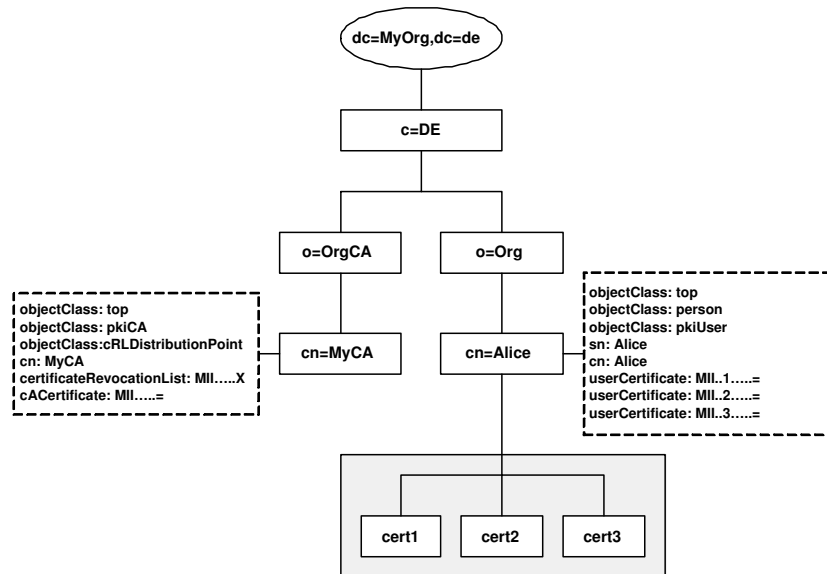 dc=MyOrg,dc=de
c=DE
o=OrgCA
o=Org
objectClass: top
objectClass: pkiCA
objectClass:cRLDistributionPoint
cn: MyCA
certificateRevocationList: MII.....X
cACertificate: MII.....=
cn=MyCA
cn=Alice
objectClass: top
objectClass: person
objectClass: pkiUser
sn: Alice
cn: Alice
userCertificate: MII..1.....=
userCertificate: MII..2.....=
userCertificate: MII..3.....=
cert1
cert2
cert3